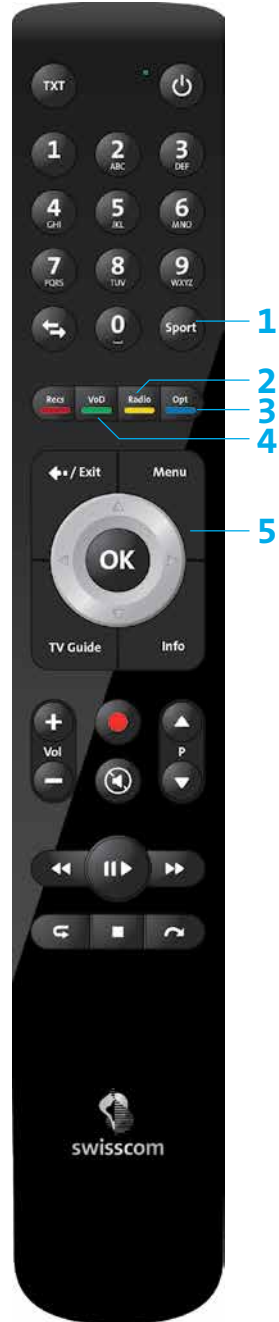 TXT
1 2 ABC 3 DEF
4 GHI 5 JKL 6 MNO
7 PQRS 8 TUV 9 WXYZ
0 Sport 1
2
Recs VoD Radio Opt 3
4
/ Exit Menu
5
OK
TV Guide Info
+
Vol P
−
swisscom